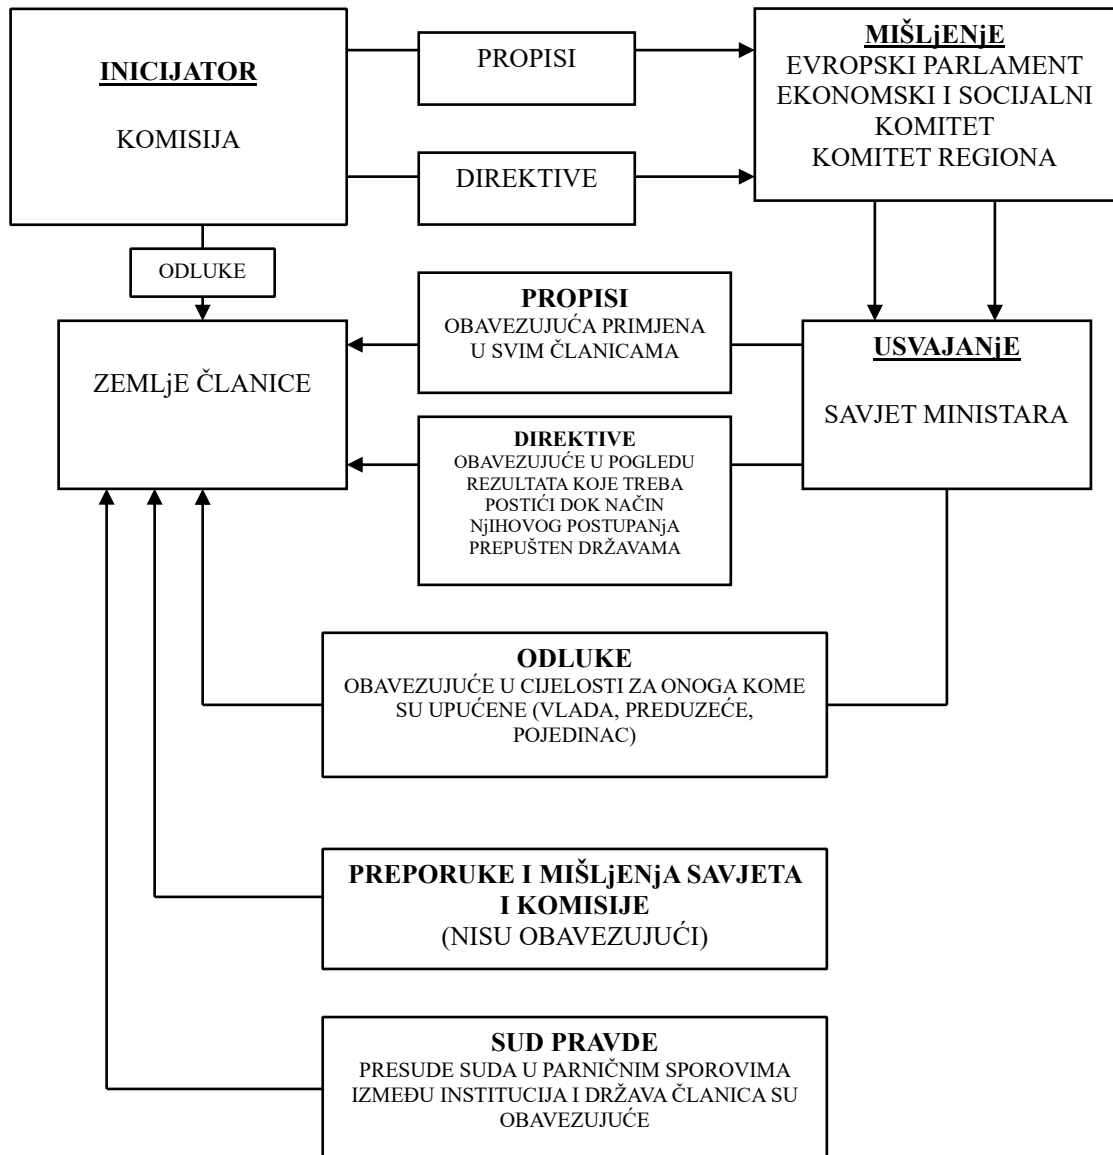 INICIJATOR
KOMISIJA
PROPISI
DIREKTIVE
MIŠLjENjE
EVROPSKI PARLAMENT
EKONOMSKI I SOCIJALNI
KOMITET
KOMITET REGIONA
ODLUKE
ZEMLjE ČLANICE
PROPISI
OBAVEZUJUĆA PRIMJENA
U SVIM ČLANICAMA
USVAJANjE
SAVJET MINISTARA
DIREKTIVE
OBAVEZUJUĆE U POGLEDU
REZULTATA KOJE TREBA
POSTIĆI DOK NAČIN
NjIHOVOG POSTUPANjA
PREPUŠTEN DRŽAVAMA
ODLUKE
OBAVEZUJUĆE U CIJELOSTI ZA ONOGA KOME
SU UPUĆENE (VLADA, PREDUZEĆE,
POJEDINAC)
PREPORUKE I MIŠLjENjA SAVJETA
I KOMISIJE
(NISU OBAVEZUJUĆI)
SUD PRAVDE
PRESUDE SUDA U PARNIČNIM SPOROVIMA
IZMEĐU INSTITUCIJA I DRŽAVA ČLANICA SU
OBAVEZUJUĆE